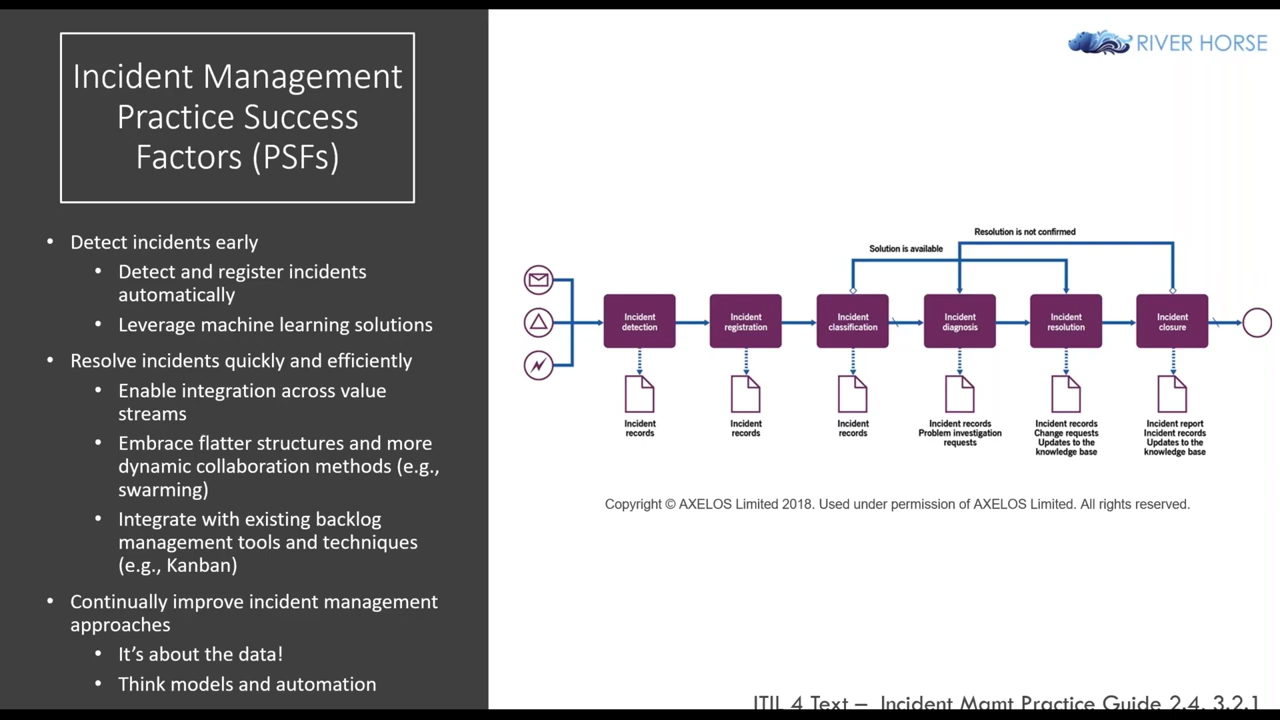 Incident Management
Practice Success
Factors (PSFs)
• Detect incidents early
• Detect and register incidents
automatically
• Leverage machine learning solutions
• Resolve incidents quickly and efficiently
• Enable integration across value
streams
• Embrace flatter structures and more
dynamic collaboration methods (e.g.,
swarming)
• Integrate with existing backlog
management tools and techniques
(e.g., Kanban)
• Continually improve incident management
approaches
• It's about the data!
• Think models and automation
RIVER HORSE
Resolution is not confirmed
Solution is available
Incident
detection
Incident
registration
Incident
classification
Incident
diagnosis
Incident
resolution
Incident
closure
Incident
records
Incident
records
Incident
records
Incident records
Problem investigation
requests
Incident records
Change requests
Updates to the
knowledge base
Incident report
Incident records
Updates to the
knowledge base
Copyright © AXELOS Limited 2018. Used under permission of AXELOS Limited. All rights reserved.
ITIL 4 Text – Incident Mgmt Practice Guide 2.4, 3.2.1